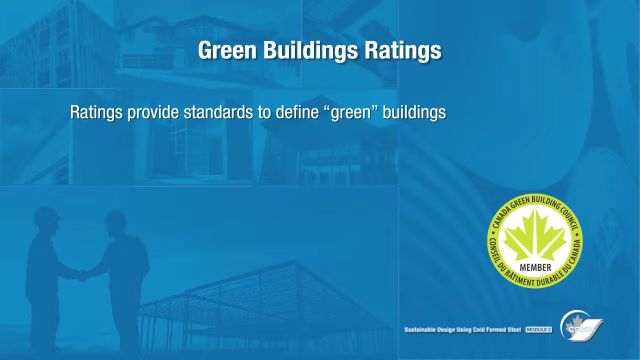 Green Buildings Ratings
Ratings provide standards to define “green” buildings
• CANADA GREEN BUILDING COUNCIL •
MEMBER
CONSEIL DU BÂTIMENT DURABLE DU CANADA
Sustainable Design Using Cold Formed Steel MODULE 2